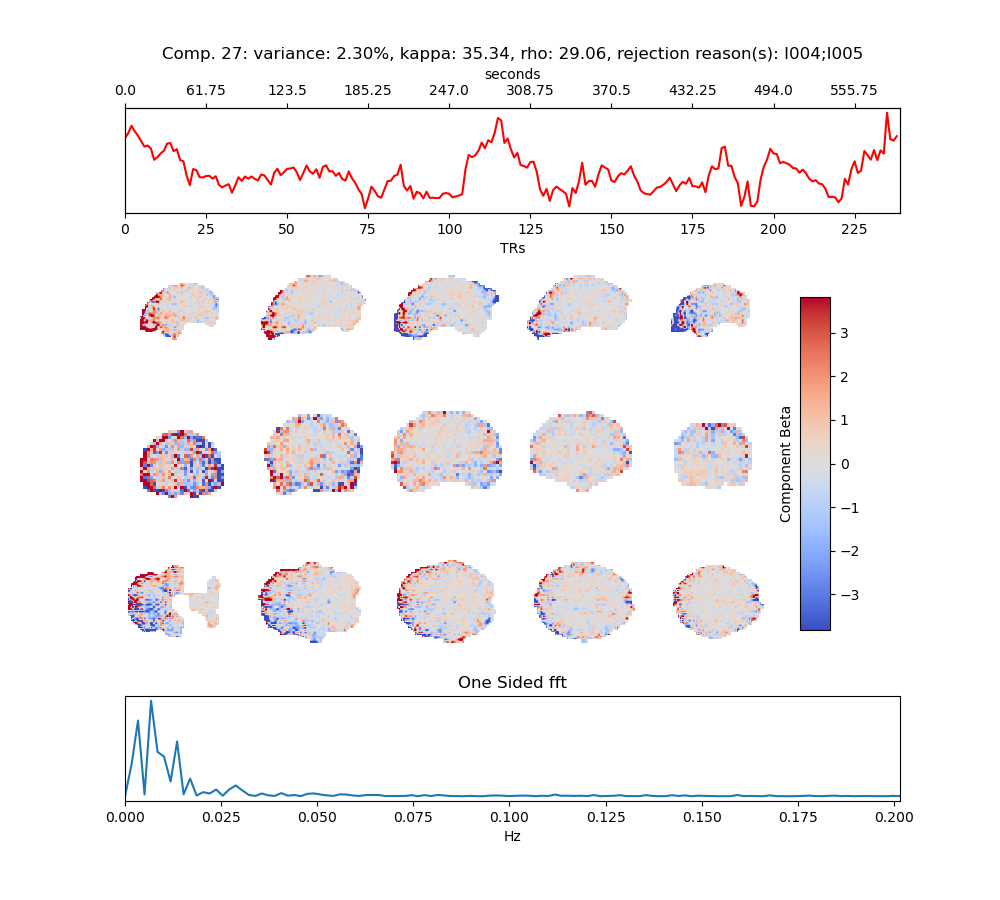 Comp. 27: variance: 2.30%, kappa: 35.34, rho: 29.06, rejection reason(s): I004;I005
seconds
0.0 61.75 123.5 185.25 247.0 308.75 370.5 432.25 494.0 555.75
0 25 50 75 100 125 150 175 200 225
TRs
3
2
1
0
−1
−2
−3
Component Beta
One Sided fft
0.000 0.025 0.050 0.075 0.100 0.125 0.150 0.175 0.200
Hz